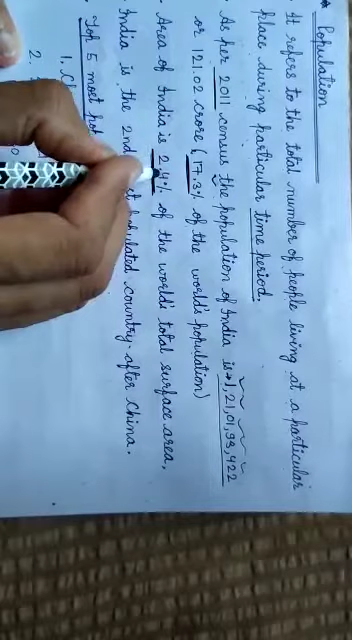 * Population
- It refers to the total number of people living at a particular
place during particular time period.
- As per 2011 census the population of India is → 1,21,01,93,422
or 121.02 crore (17.3% of the world's population)
- Area of India is 2.4% of the world's total surface area.
India is the 2nd populated country after China.
- Top 5 most
1. Ch
2.